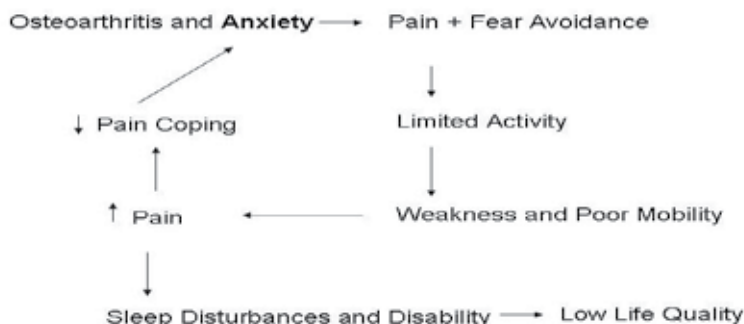 Osteoarthritis and Anxiety → Pain + Fear Avoidance
↓ Pain Coping
Limited Activity
↑ Pain
Weakness and Poor Mobility
Sleep Disturbances and Disability → Low Life Quality